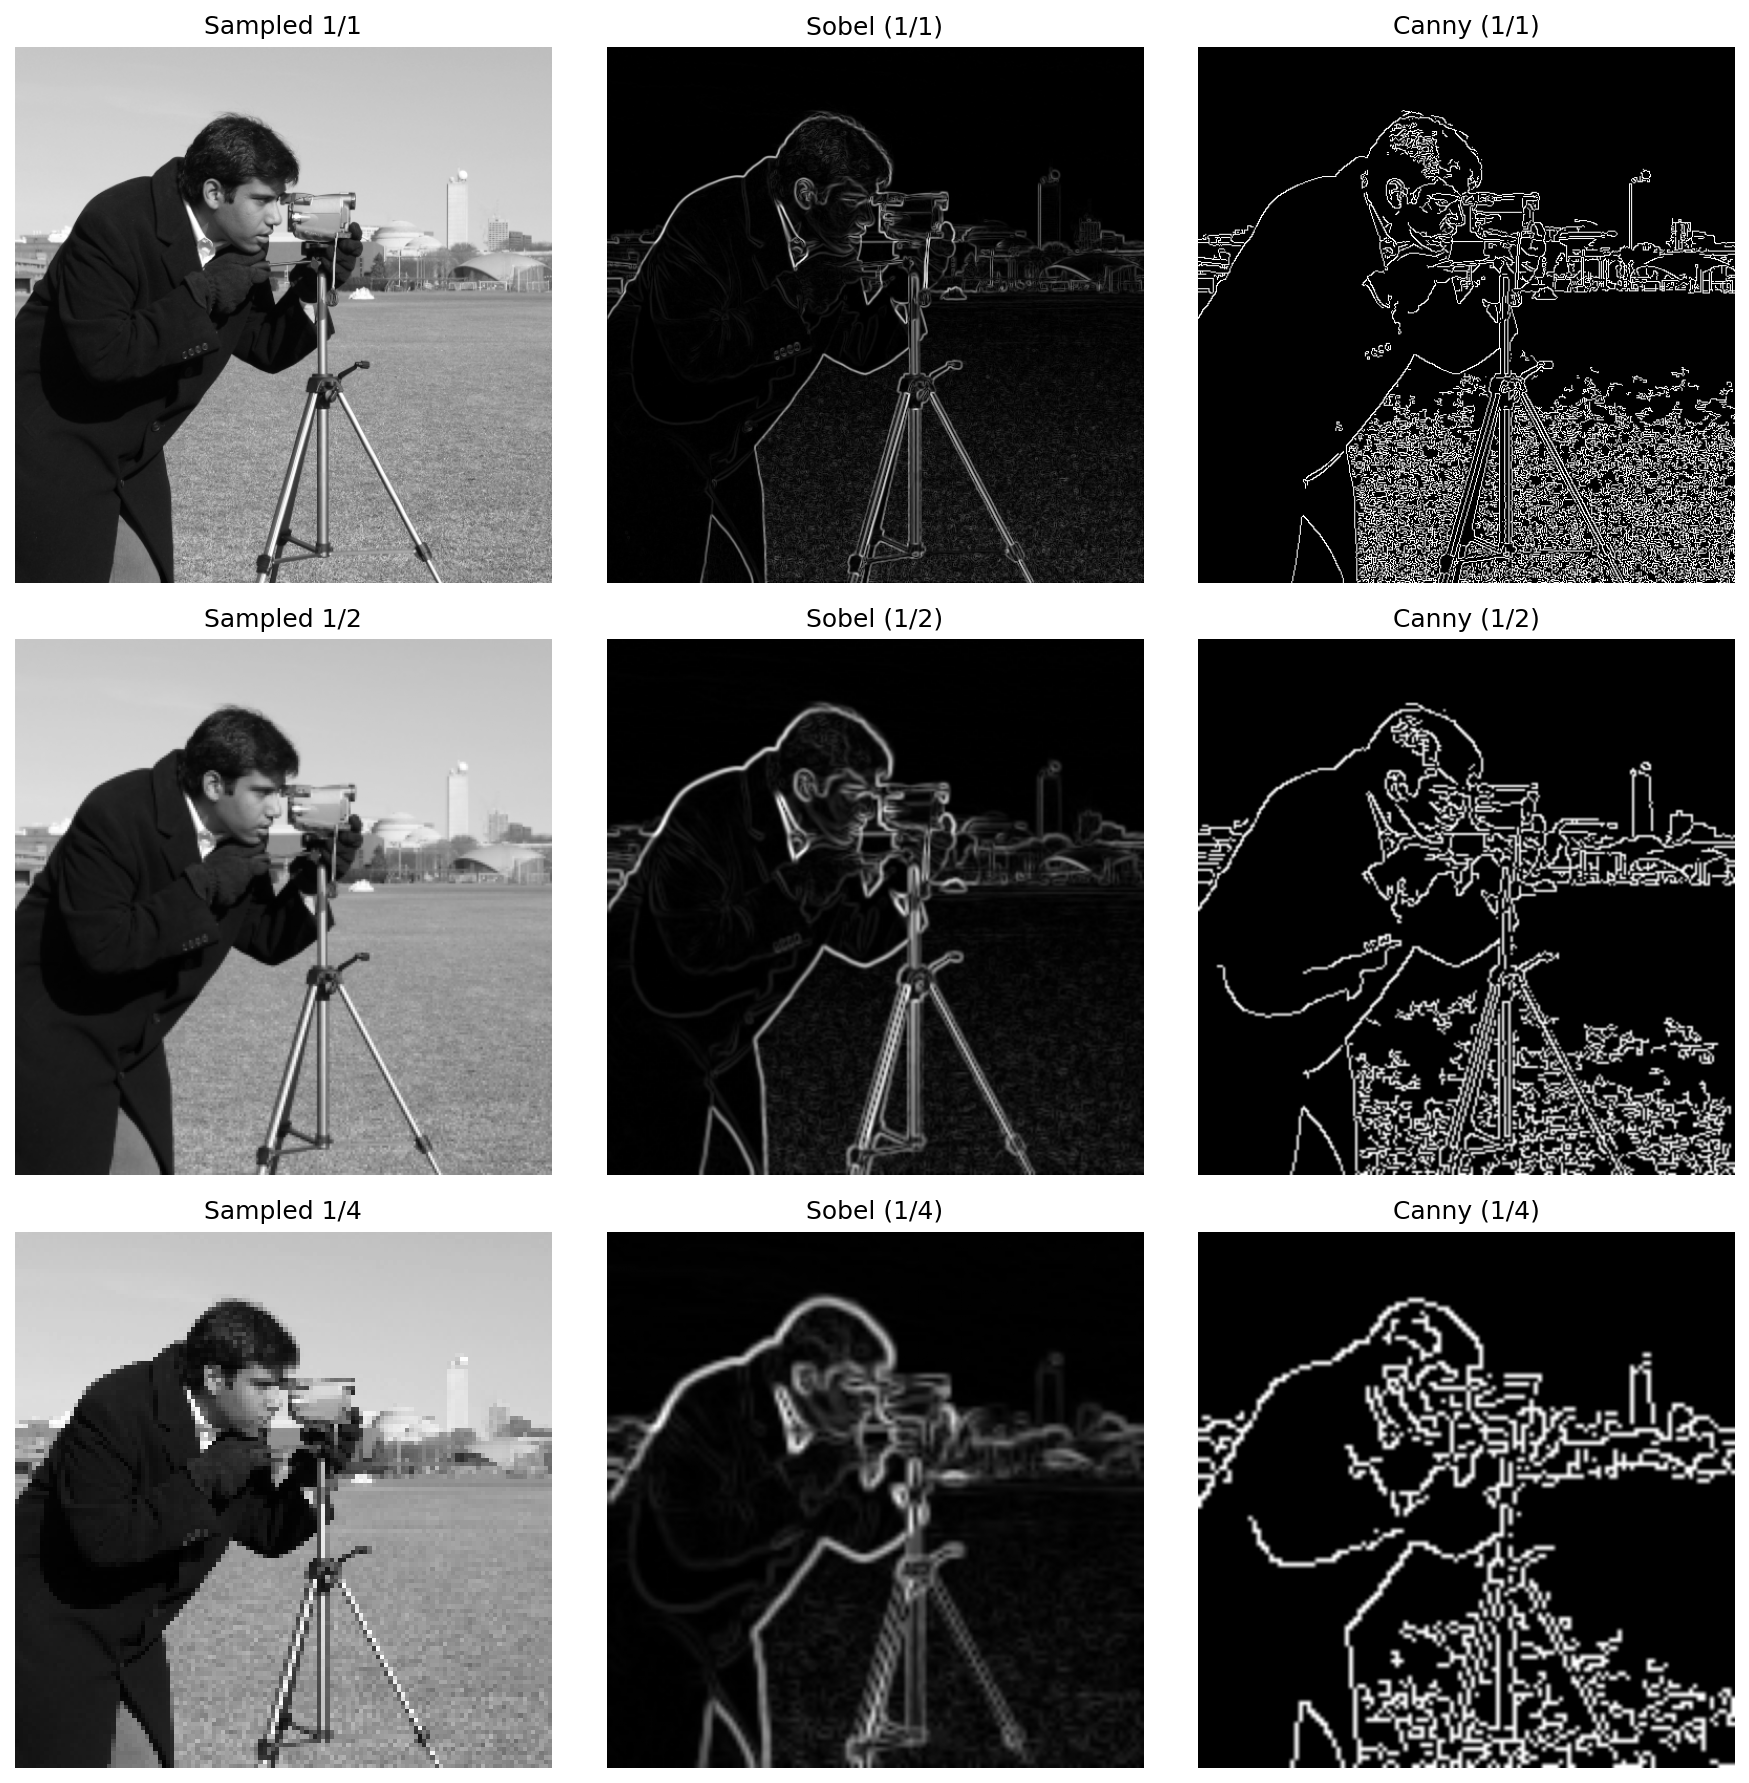 Sampled 1/1
Sobel (1/1)
Canny (1/1)
Sampled 1/2
Sobel (1/2)
Canny (1/2)
Sampled 1/4
Sobel (1/4)
Canny (1/4)